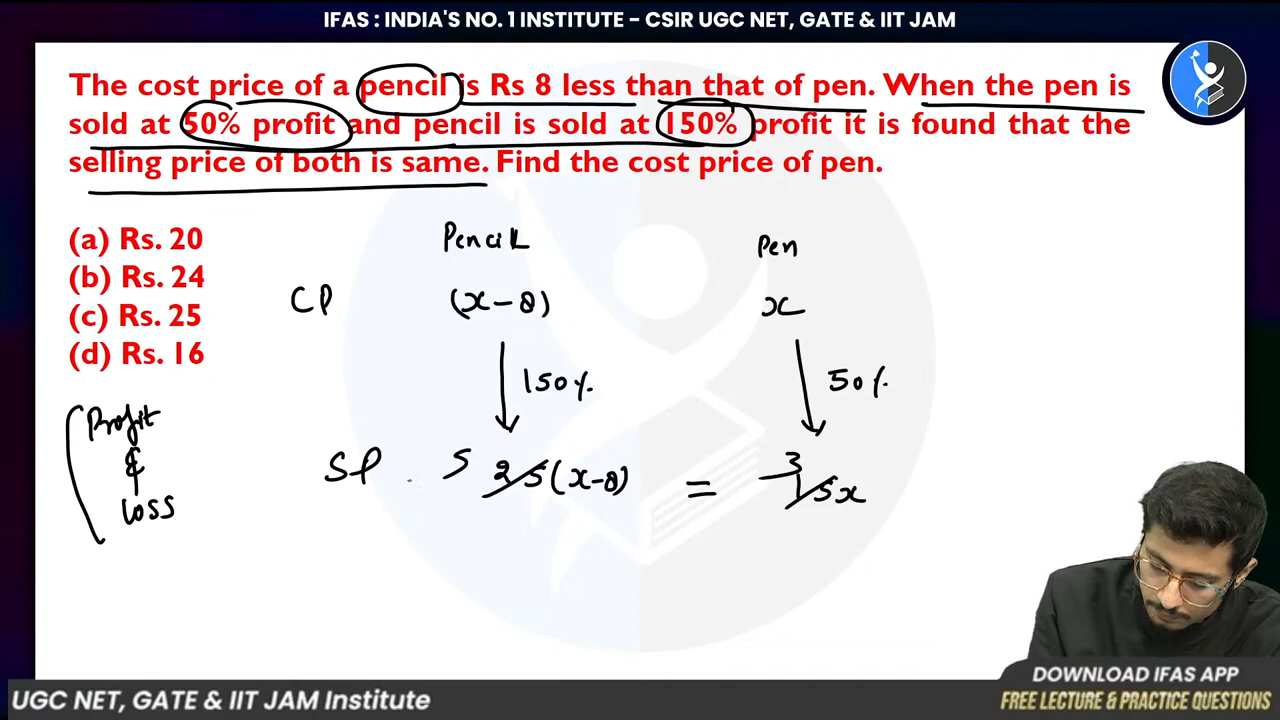 IFAS : INDIA'S NO. 1 INSTITUTE - CSIR UGC NET, GATE & IIT JAM
The cost price of a pencil is Rs 8 less than that of pen. When the pen is
sold at 50% profit and pencil is sold at 150% profit it is found that the
selling price of both is same. Find the cost price of pen.
(a) Rs. 20
(b) Rs. 24
(c) Rs. 25
(d) Rs. 16
Pencil Pen
CP (x-8) x
150% 50%
Profit
&
Loss
SP 5 25(x-8) = 3 15x
DOWNLOAD IFAS APP
FREE LECTURE & PRACTICE QUESTIONS
UGC NET, GATE & IIT JAM Institute